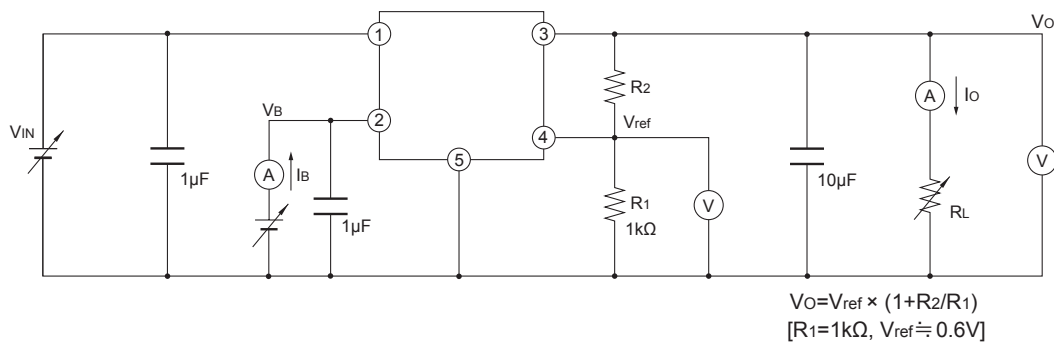 VO
1
3
R2
A
IO
VB
VIN
2
Vref
4
5
A
IB
V
1µF
1µF
R1
1kΩ
V
10µF
RL
VO=Vref × (1+R2/R1)
[R1=1kΩ, Vref≒0.6V]